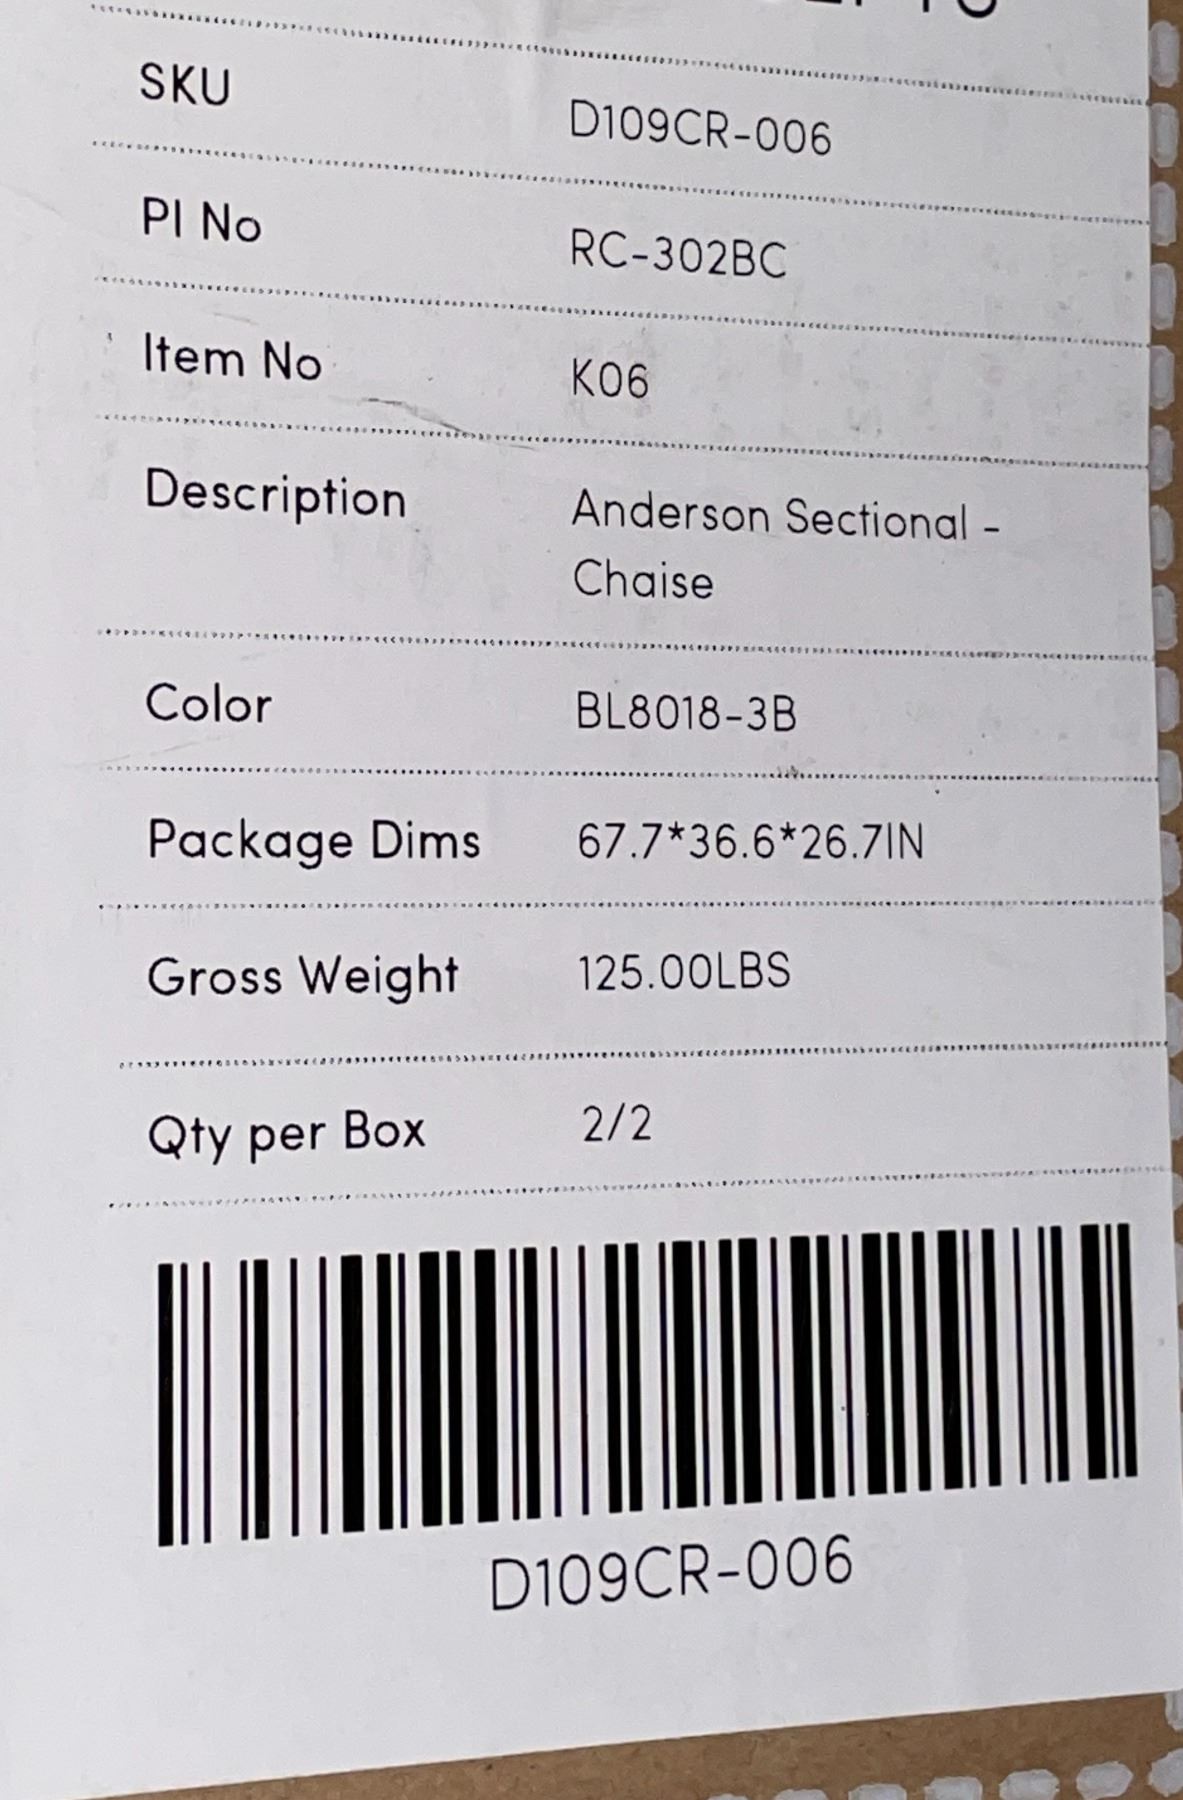 SKU D109CR-006
PI No RC-302BC
Item No K06
Description Anderson Sectional -
Chaise
Color BL8018-3B
Package Dims 67.7*36.6*26.7IN
Gross Weight 125.00LBS
Qty per Box 2/2
D109CR-006